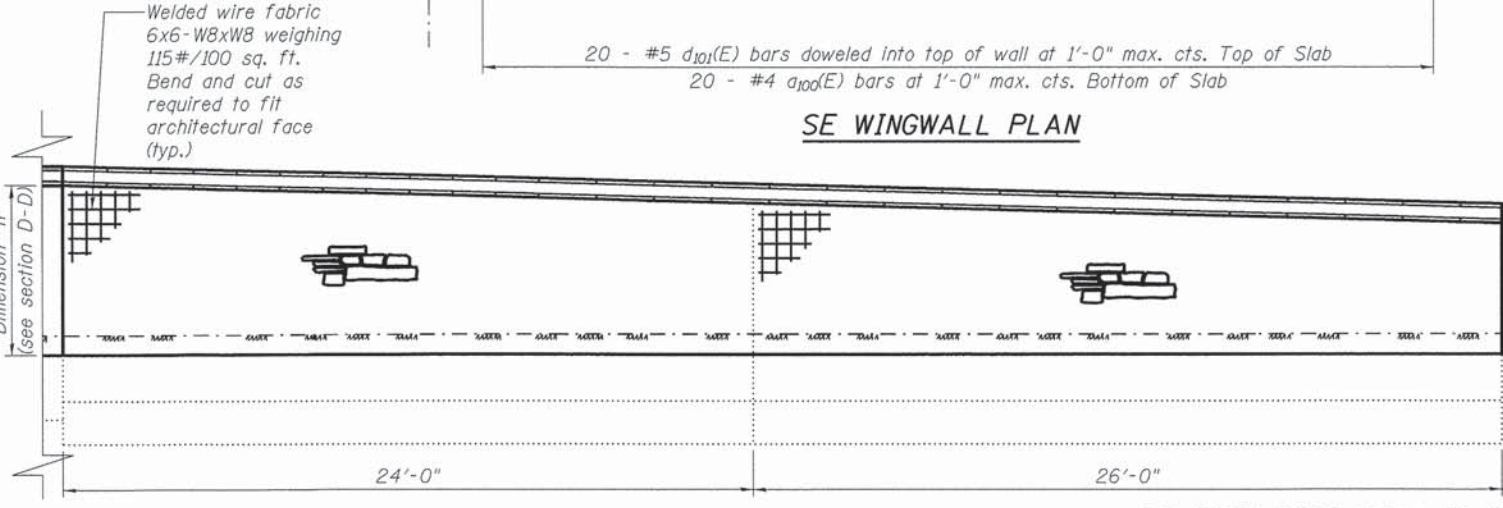 Welded wire fabric
6x6-W8xW8 weighing
115#/100 sq. ft.
Bend and cut as
required to fit
architectural face
(typ.)
20 - #5 d101(E) bars doweled into top of wall at 1'-0" max. cts. Top of Slab
20 - #4 a100(E) bars at 1'-0" max. cts. Bottom of Slab
SE WINGWALL PLAN
(see section D-D)
24'-0"
26'-0"